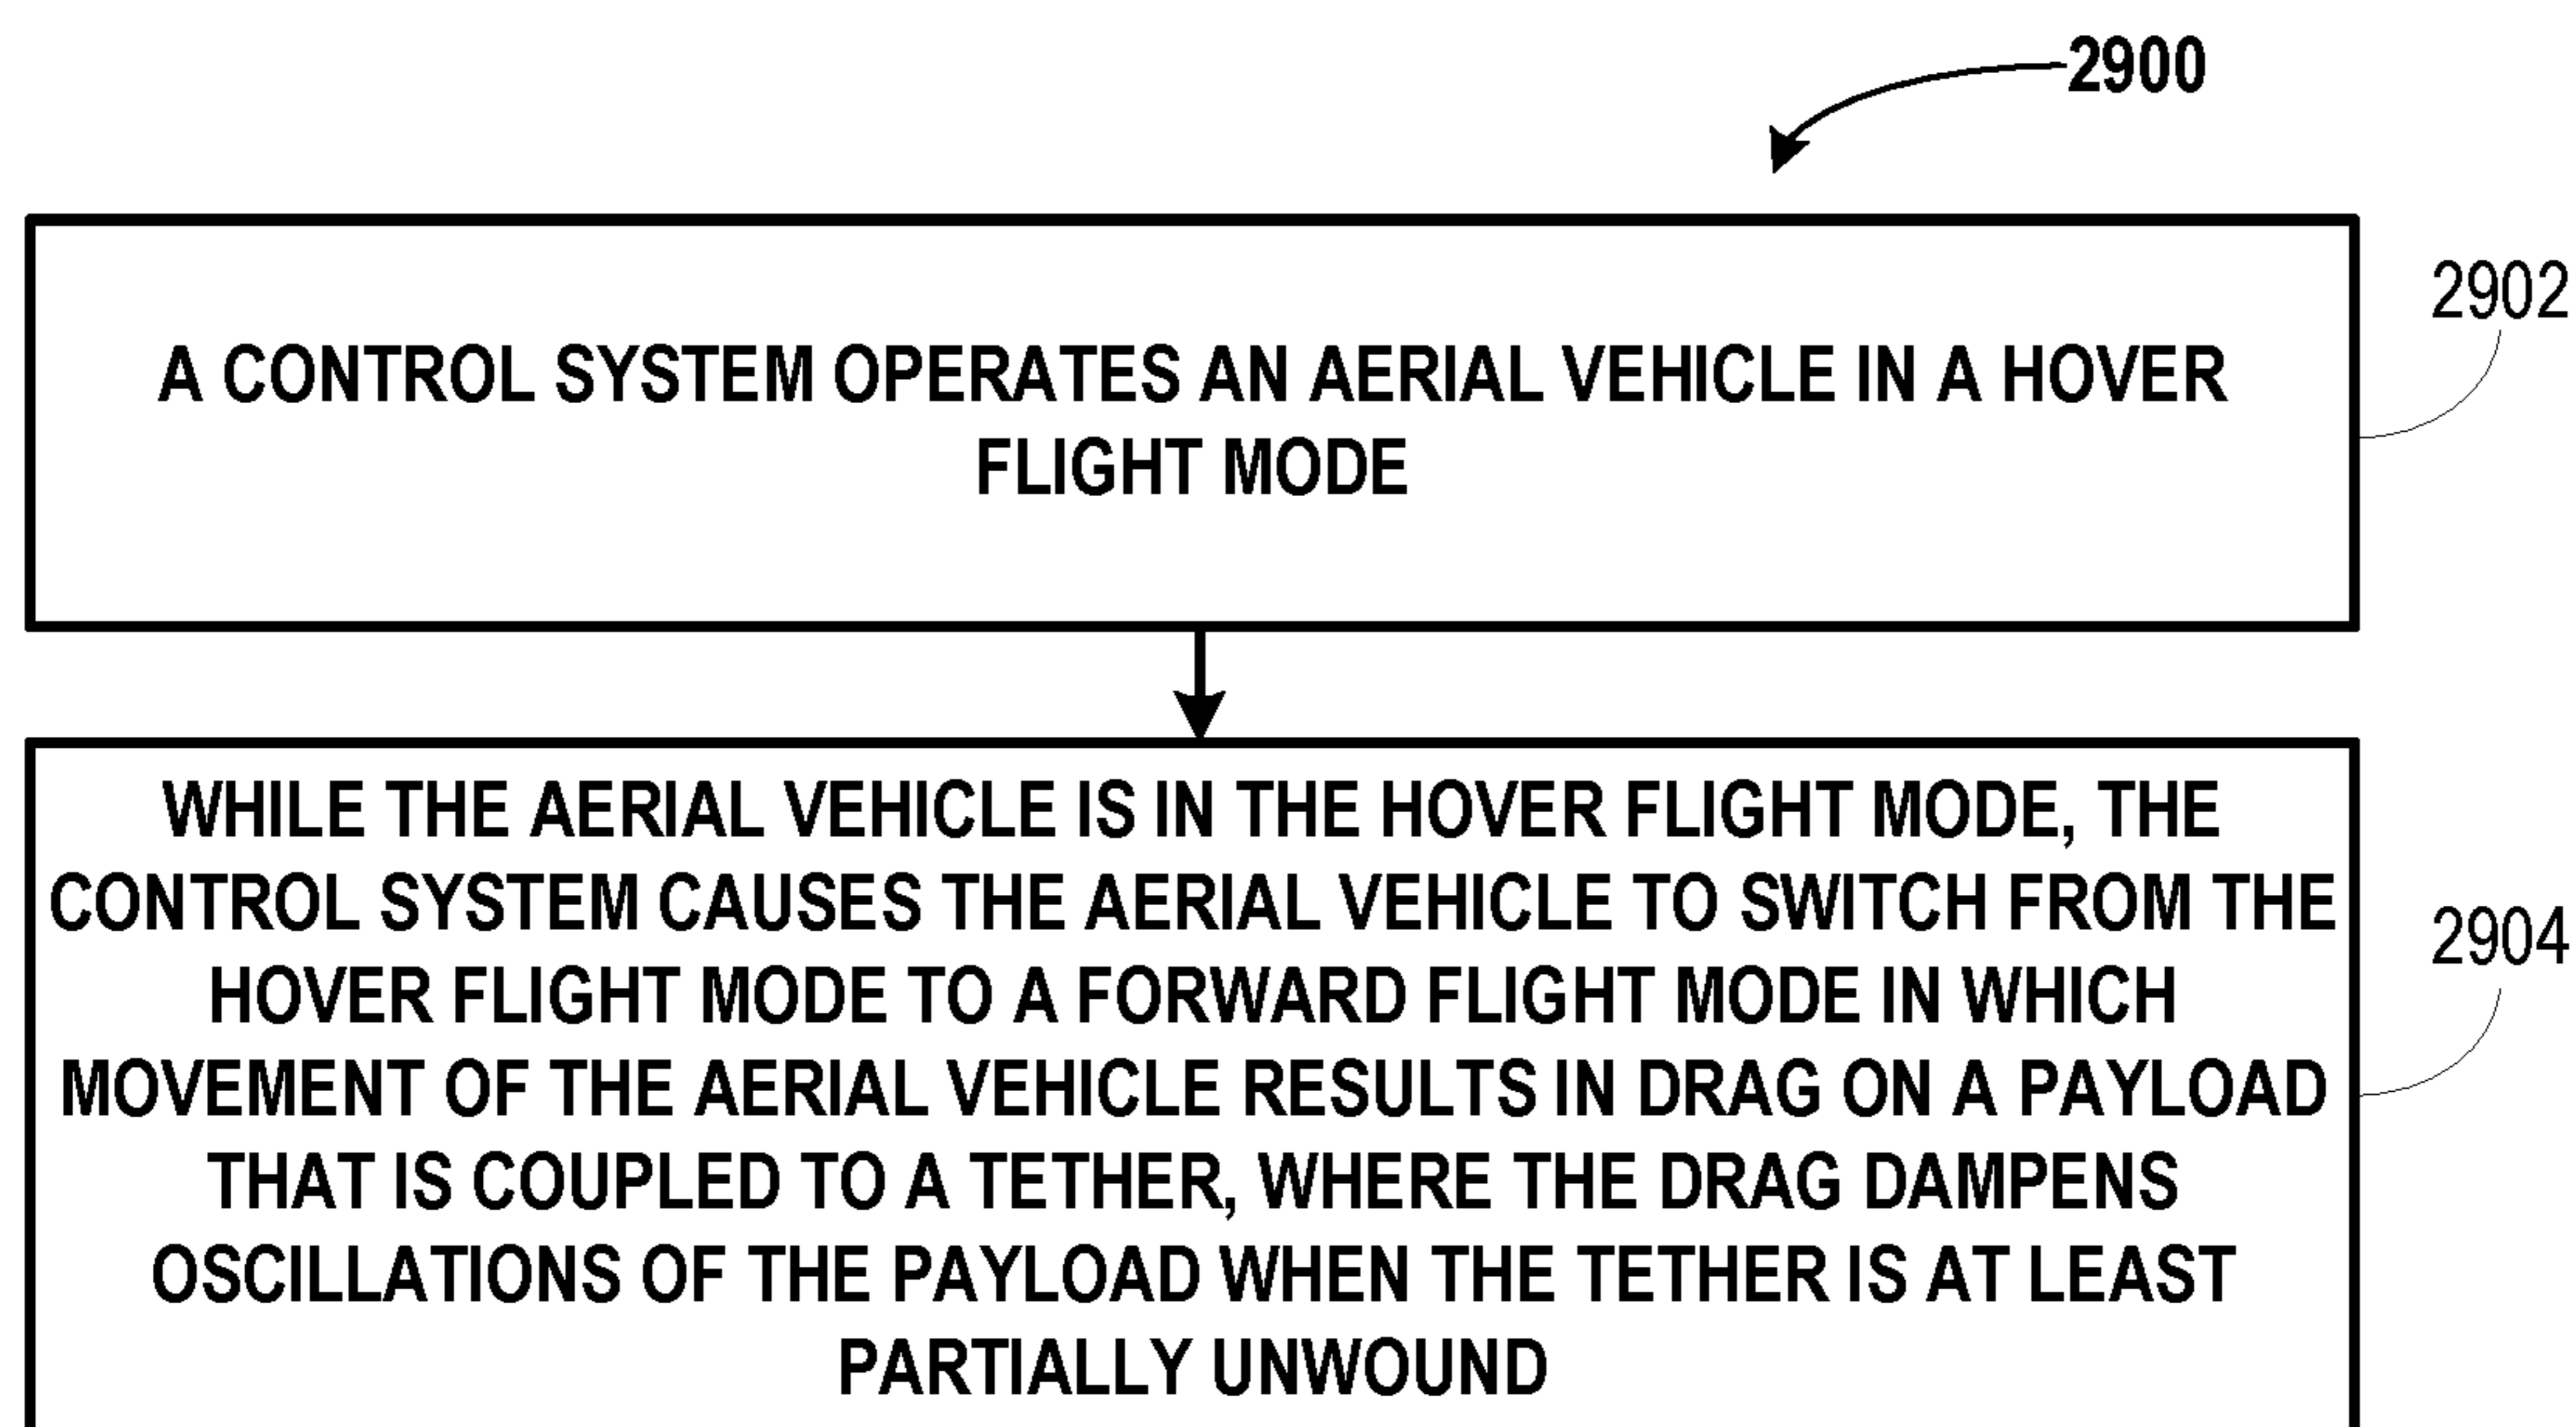 2900
A CONTROL SYSTEM OPERATES AN AERIAL VEHICLE IN A HOVER
FLIGHT MODE
2902
WHILE THE AERIAL VEHICLE IS IN THE HOVER FLIGHT MODE, THE
CONTROL SYSTEM CAUSES THE AERIAL VEHICLE TO SWITCH FROM THE
HOVER FLIGHT MODE TO A FORWARD FLIGHT MODE IN WHICH
MOVEMENT OF THE AERIAL VEHICLE RESULTS IN DRAG ON A PAYLOAD
THAT IS COUPLED TO A TETHER, WHERE THE DRAG DAMPENS
OSCILLATIONS OF THE PAYLOAD WHEN THE TETHER IS AT LEAST
PARTIALLY UNWOUND
2904